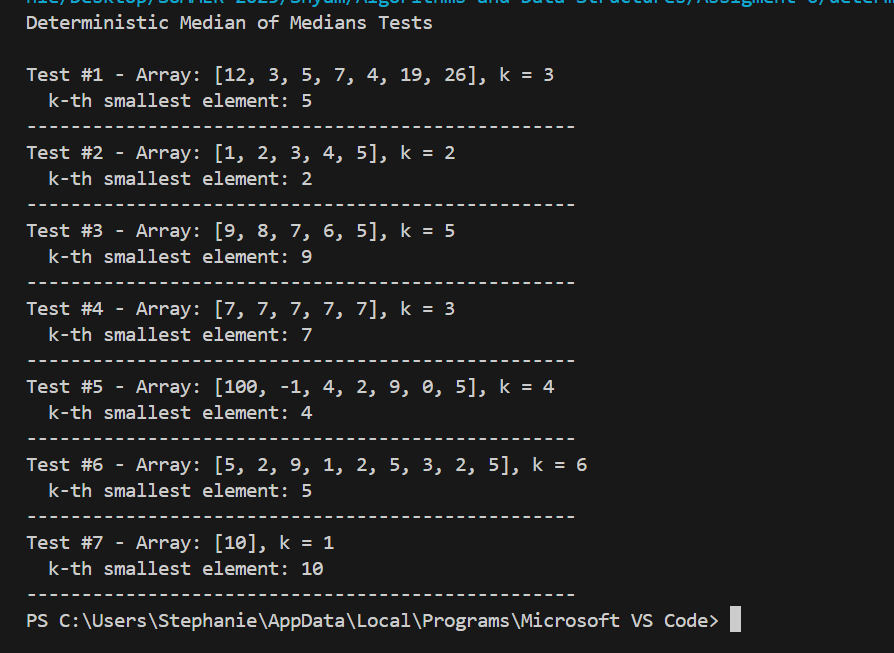 Deterministic Median of Medians Tests
Test #1 - Array: [12, 3, 5, 7, 4, 19, 26], k = 3
k-th smallest element: 5
--------------------------------------------------
Test #2 - Array: [1, 2, 3, 4, 5], k = 2
k-th smallest element: 2
--------------------------------------------------
Test #3 - Array: [9, 8, 7, 6, 5], k = 5
k-th smallest element: 9
--------------------------------------------------
Test #4 - Array: [7, 7, 7, 7, 7], k = 3
k-th smallest element: 7
--------------------------------------------------
Test #5 - Array: [100, -1, 4, 2, 9, 0, 5], k = 4
k-th smallest element: 4
--------------------------------------------------
Test #6 - Array: [5, 2, 9, 1, 2, 5, 3, 2, 5], k = 6
k-th smallest element: 5
--------------------------------------------------
Test #7 - Array: [10], k = 1
k-th smallest element: 10
--------------------------------------------------
PS C:\Users\Stephanie\AppData\Local\Programs\Microsoft VS Code>